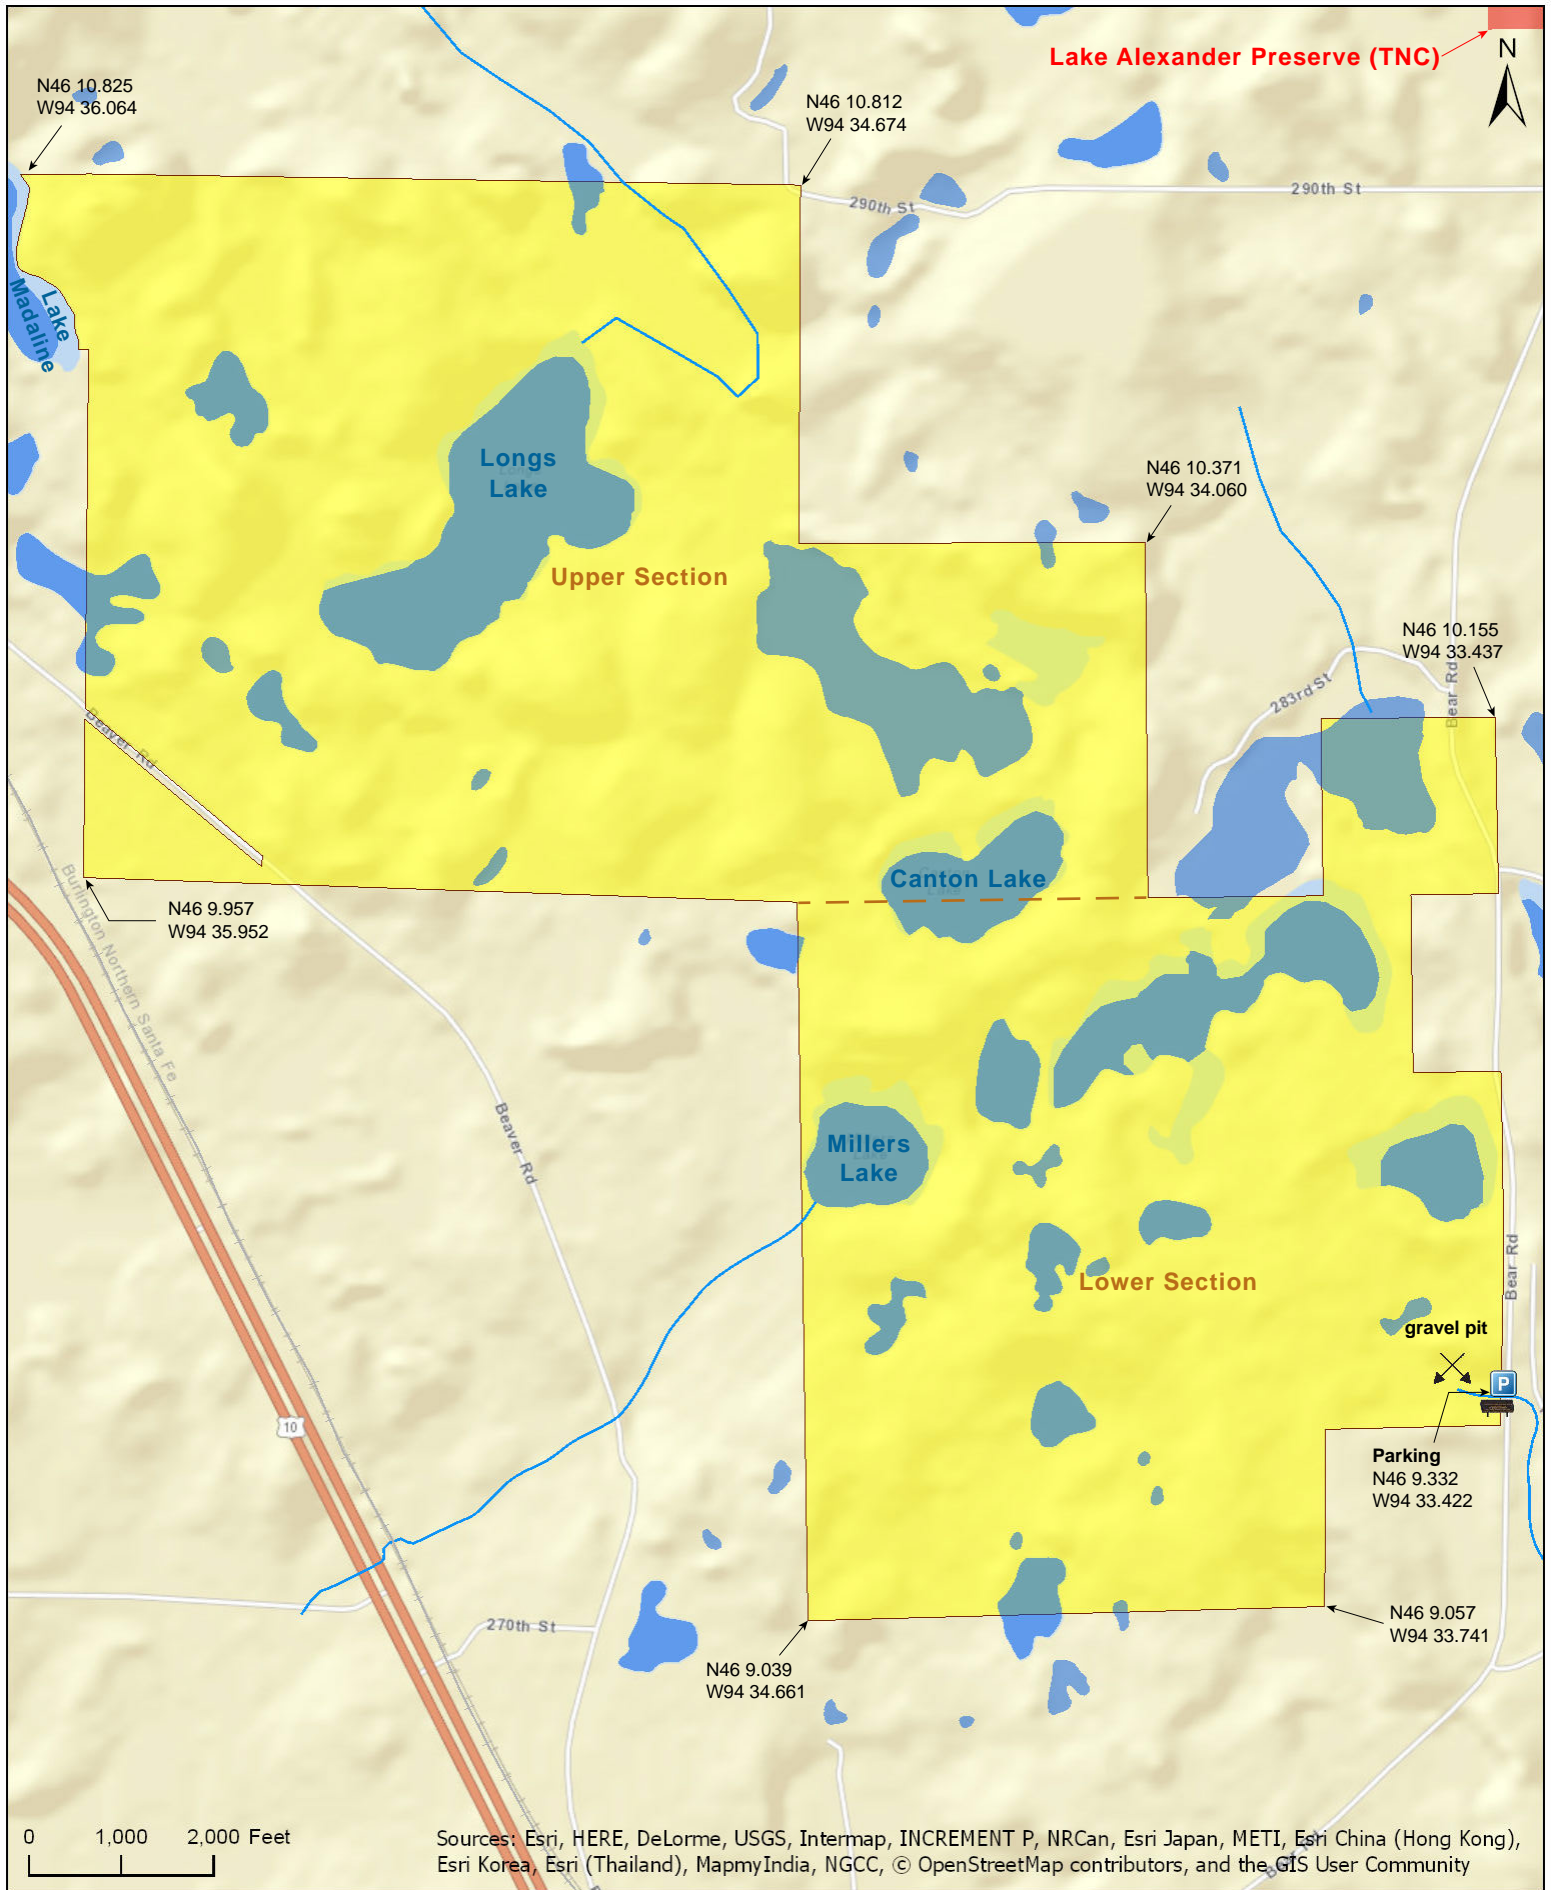 Lake Alexander Preserve (TNC)
N
N46 10.825
W94 36.064
N46 10.812
W94 34.674
290th St
290th St
Lake
Madaline
Longs
Lake
N46 10.371
W94 34.060
Upper Section
N46 10.155
W94 33.437
283rd St
Bear Rd
Beaver Rd
Canton Lake
N46 9.957
W94 35.952
Burlington Northern Santa Fe
Beaver Rd
Millers
Lake
Lower Section
Bear Rd
gravel pit
P
10
Parking
N46 9.332
W94 33.422
270th St
N46 9.057
W94 33.741
N46 9.039
W94 34.661
0 1,000 2,000 Feet
Sources: Esri, HERE, DeLorme, USGS, Intermap, INCREMENT P, NRCan, Esri Japan, METI, Esri China (Hong Kong),
Esri Korea, Esri (Thailand), MapmyIndia, NGCC, © OpenStreetMap contributors, and the GIS User Community